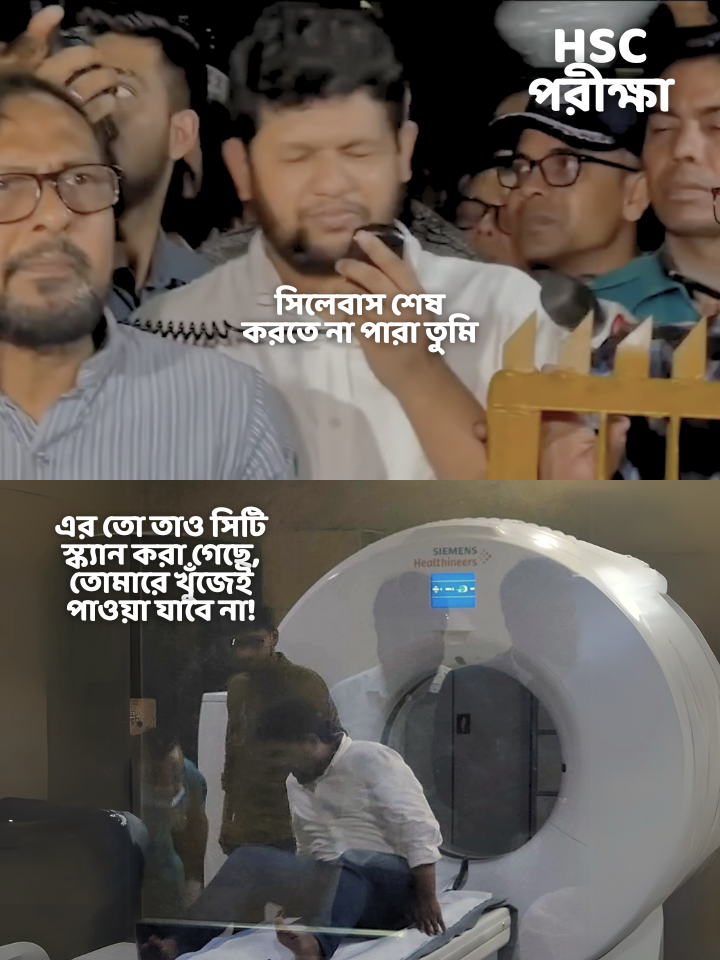 HSC
পরীক্ষা
সিলেবাস শেষ
করতে না পারা তুমি
এর তো তাও সিটি
স্ক্যান করা গেছে,
তোমারে খুঁজেই
পাওয়া যাবে না!
SIEMENS
Healthineers